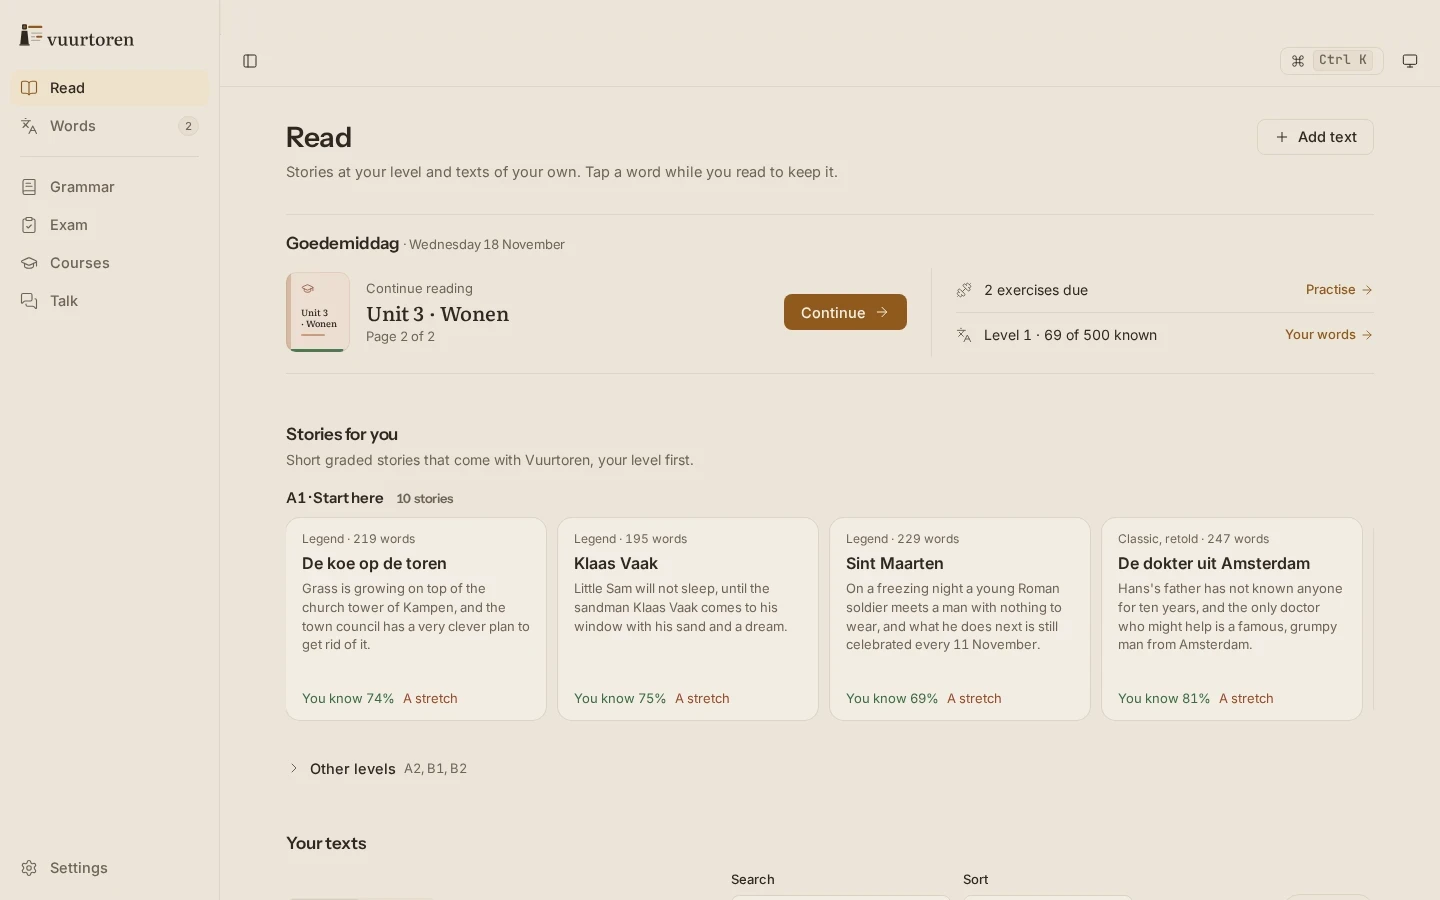 vuurtoren
Ctrl K
Read
Words 2
Grammar
Exam
Courses
Talk
Settings
Read
Add text
Stories at your level and texts of your own. Tap a word while you read to keep it.
Goedemiddag · Wednesday 18 November
Unit 3
· Wonen
Continue reading
Unit 3 · Wonen
Page 2 of 2
Continue
2 exercises due
Practise
Level 1 · 69 of 500 known
Your words
Stories for you
Short graded stories that come with Vuurtoren, your level first.
A1 · Start here 10 stories
Legend · 219 words
De koe op de toren
Grass is growing on top of the
church tower of Kampen, and the
town council has a very clever plan to
get rid of it.
You know 74% A stretch
Legend · 195 words
Klaas Vaak
Little Sam will not sleep, until the
sandman Klaas Vaak comes to his
window with his sand and a dream.
You know 75% A stretch
Legend · 229 words
Sint Maarten
On a freezing night a young Roman
soldier meets a man with nothing to
wear, and what he does next is still
celebrated every 11 November.
You know 69% A stretch
Classic, retold · 247 words
De dokter uit Amsterdam
Hans's father has not known anyone
for ten years, and the only doctor
who might help is a famous, grumpy
man from Amsterdam.
You know 81% A stretch
Other levels A2, B1, B2
Your texts
Search
Sort